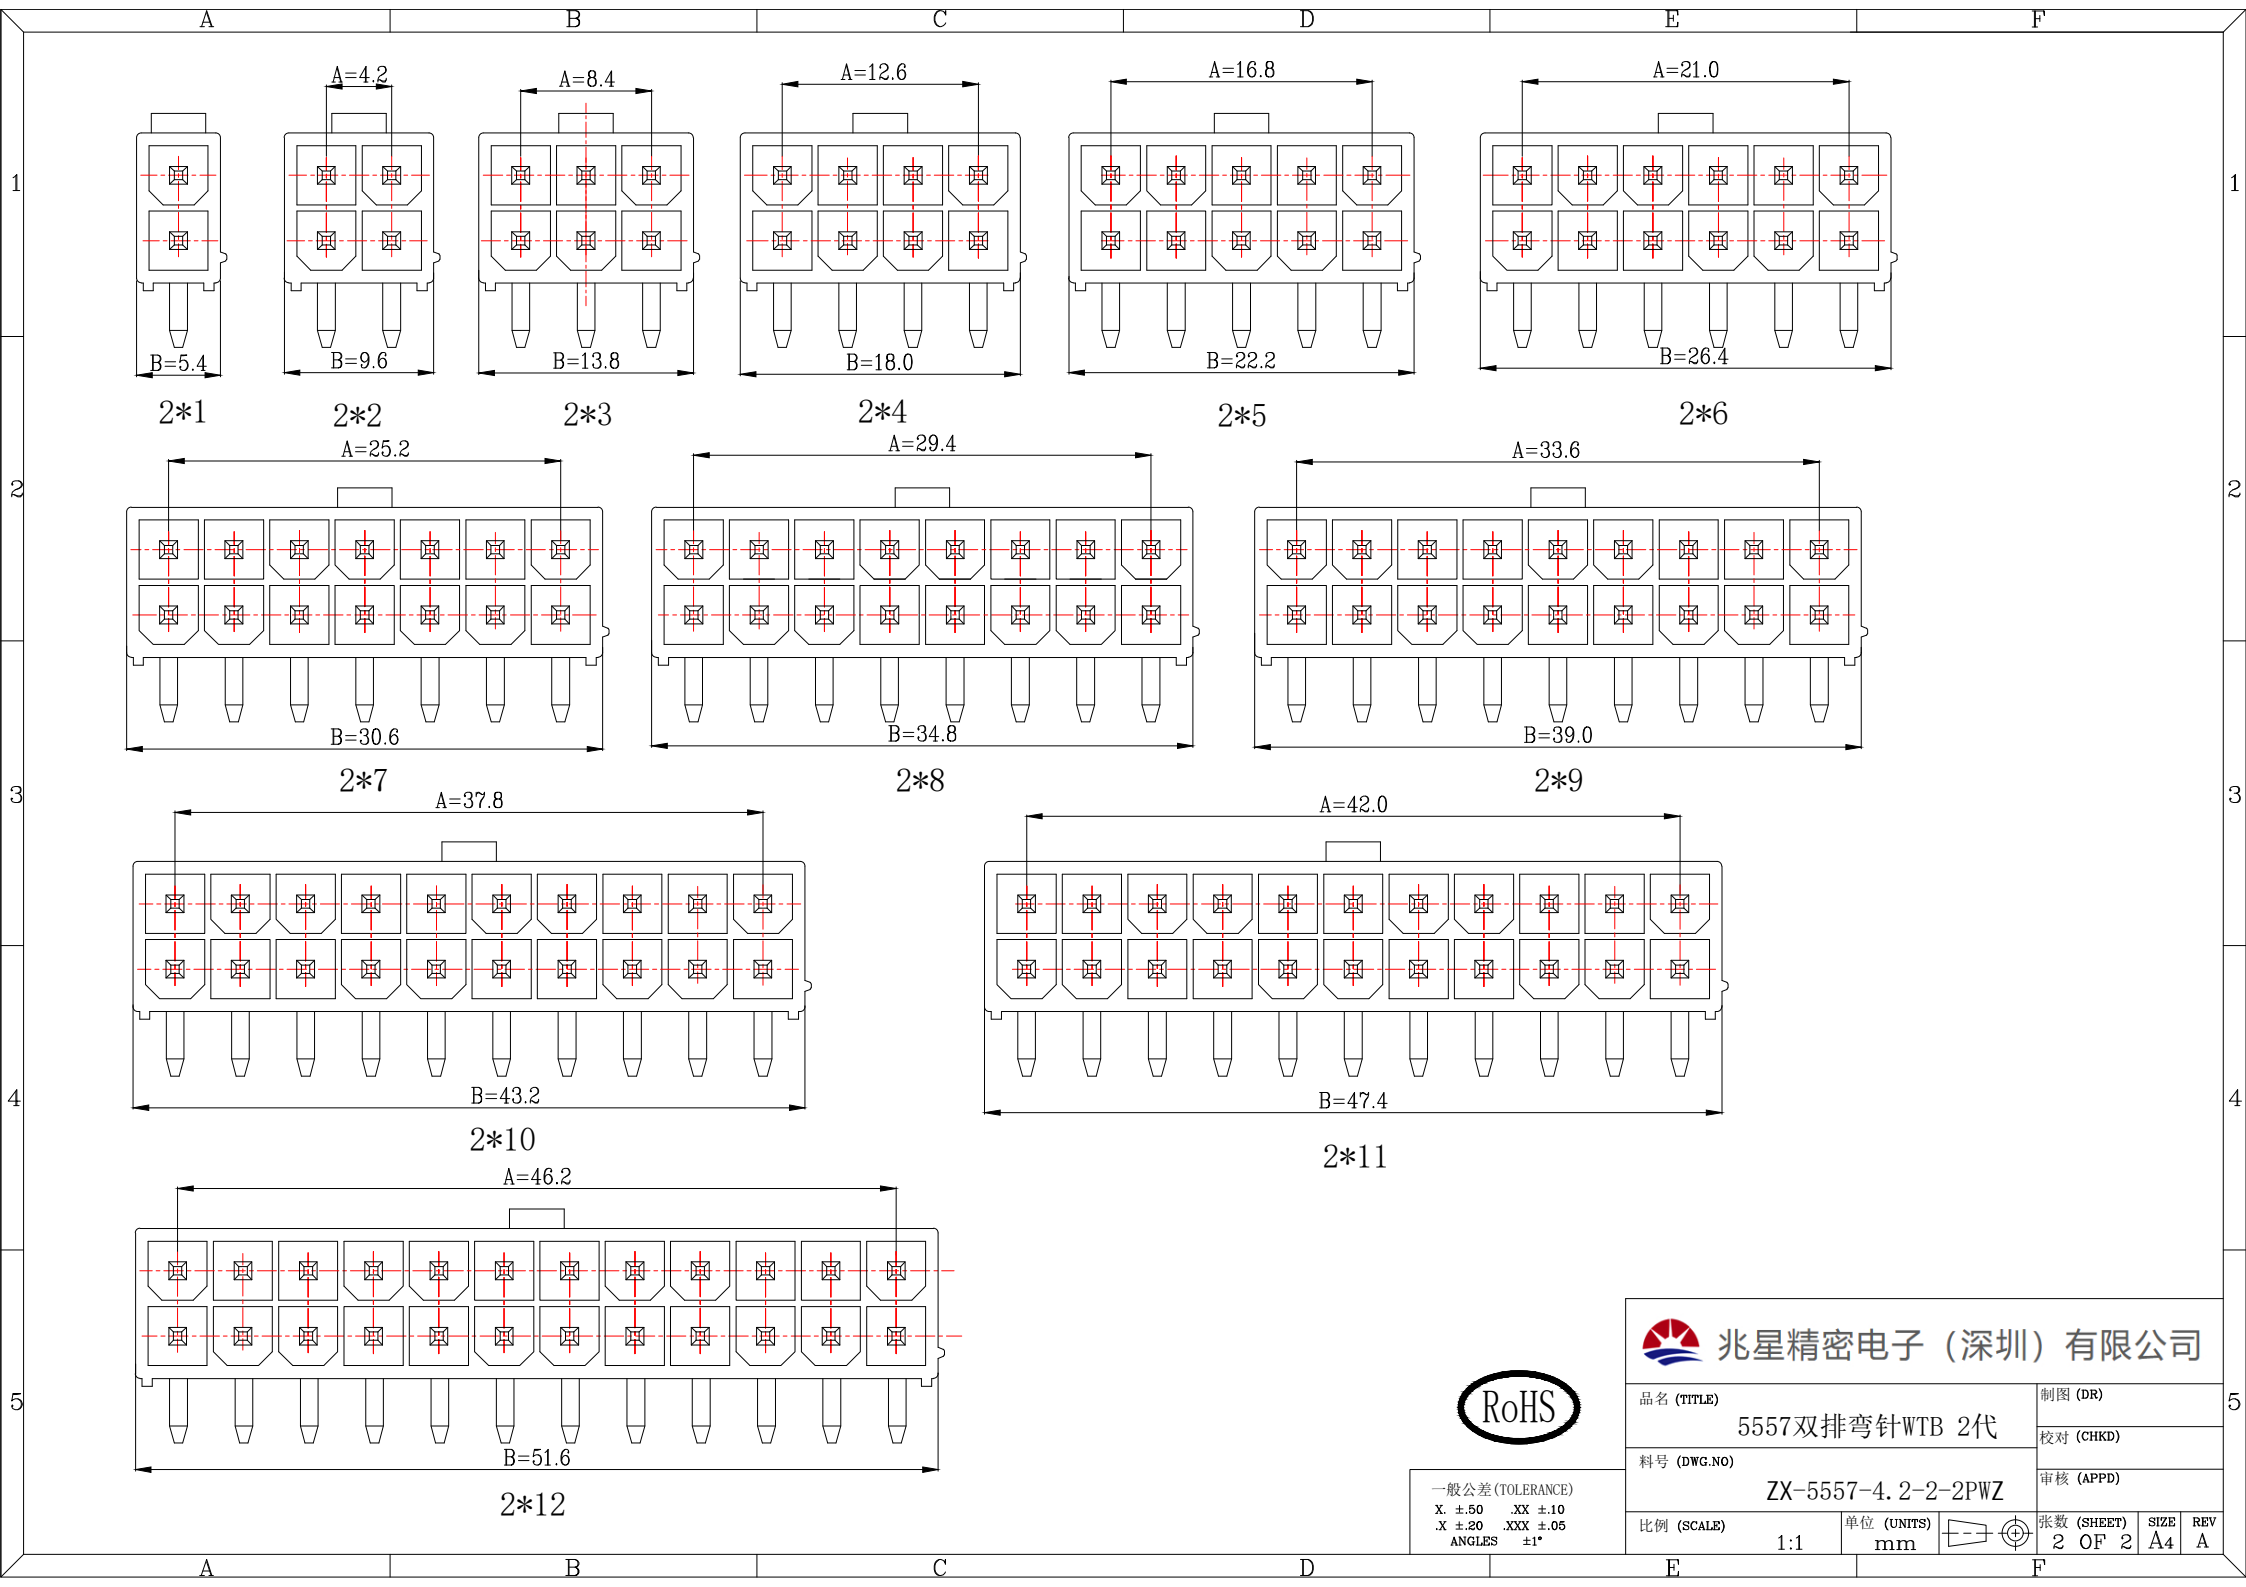 A B C D E F
A=4.2 A=8.4 A=12.6 A=16.8 A=21.0
1 1
B=5.4 B=9.6 B=13.8 B=18.0 B=22.2 B=26.4
2*1 2*2 2*3 2*4 2*5 2*6
A=25.2 A=29.4 A=33.6
2 2
B=30.6 B=34.8 B=39.0
2*7 2*8 2*9
3 3
A=37.8 A=42.0
4 4
B=43.2 B=47.4
2*10 2*11
A=46.2
5 5
B=51.6
2*12
RoHS
一般公差(TOLERANCE)
X. ±.50 .XX ±.10
.X ±.20 .XXX ±.05
ANGLES ±1°
兆星精密电子（深圳）有限公司
品名 (TITLE)
5557双排弯针WTB 2代
制图 (DR)
校对 (CHKD)
料号 (DWG.NO)
ZX-5557-4.2-2-2PWZ
审核 (APPD)
比例 (SCALE)
1:1
单位 (UNITS)
mm
张数 (SHEET)
2 OF 2
SIZE
A4
REV
A
A B C D E F